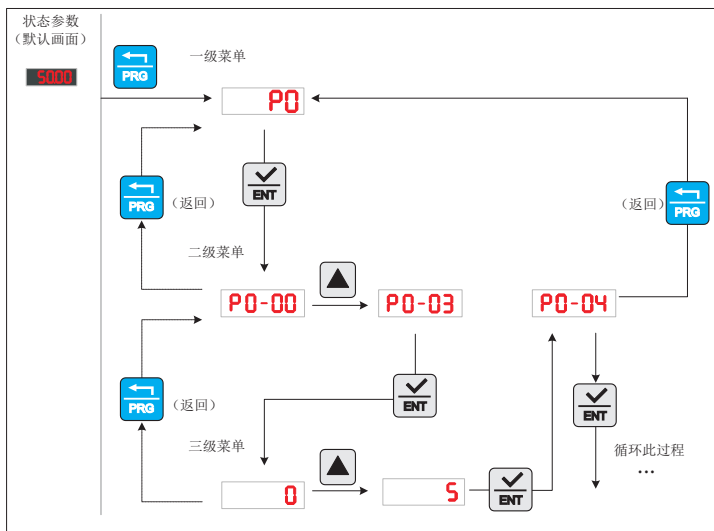 状态参数
(默认画面)
50.00
PRG
一级菜单
P0
PRG
(返回)
ENT
(返回)
PRG
二级菜单
P0-00
P0-03
P0-04
PRG
(返回)
ENT
ENT
三级菜单
循环此过程
...
0
5
ENT